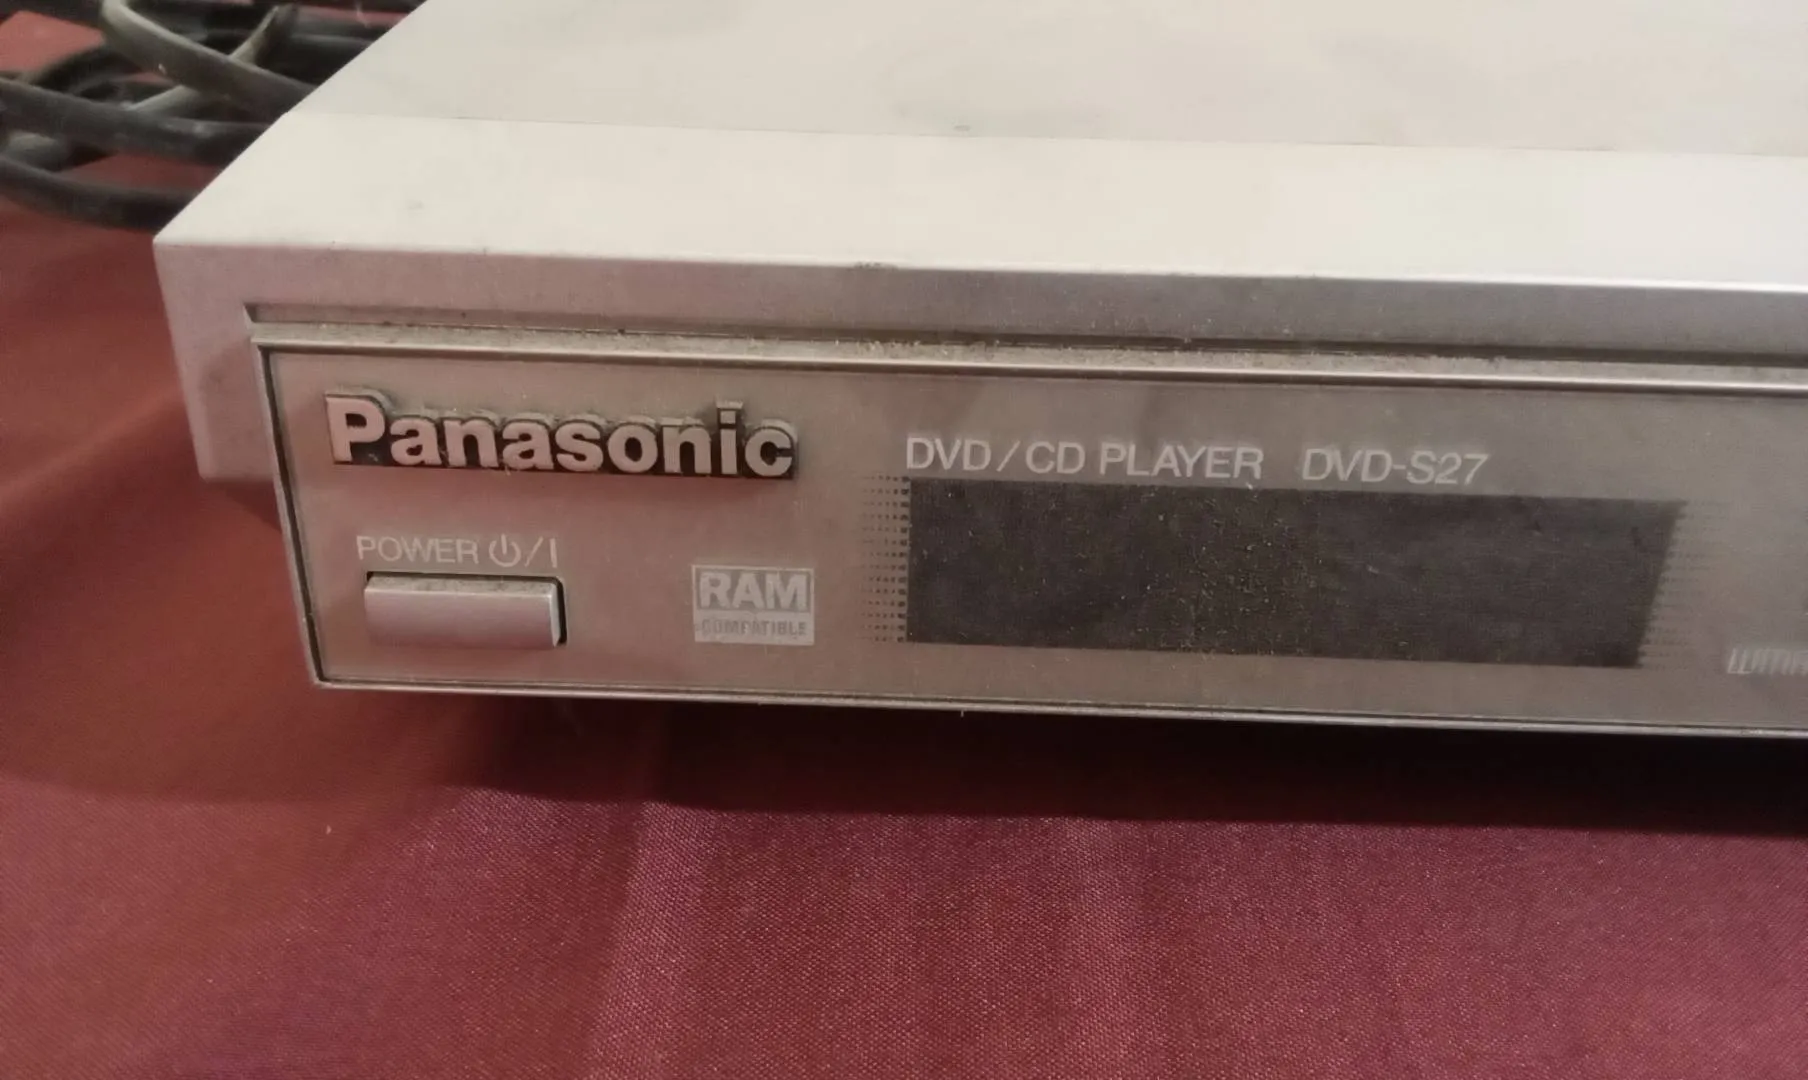 Panasonic
DVD/CD PLAYER DVD-S27
POWER ⏻/I
RAM
COMPATIBLE